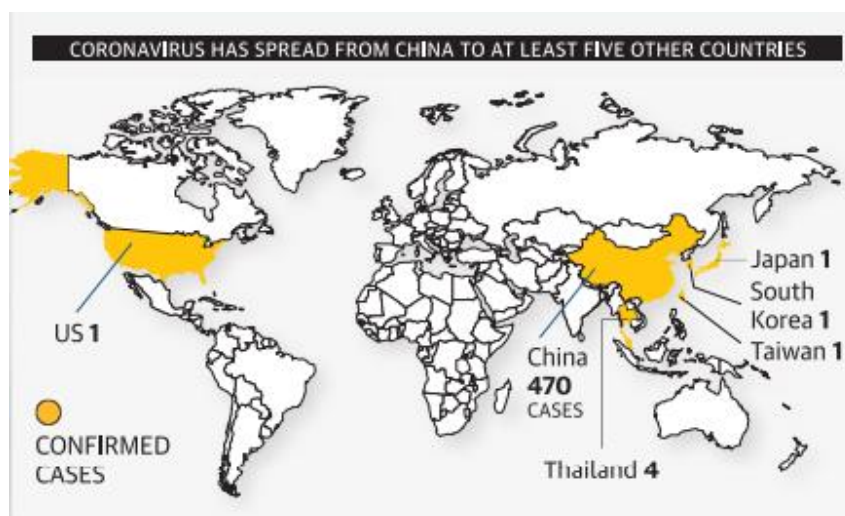 CORONAVIRUS HAS SPREAD FROM CHINA TO AT LEAST FIVE OTHER COUNTRIES
US 1
Japan 1
South
Korea 1
Taiwan 1
China
470
CASES
Thailand 4
CONFIRMED
CASES